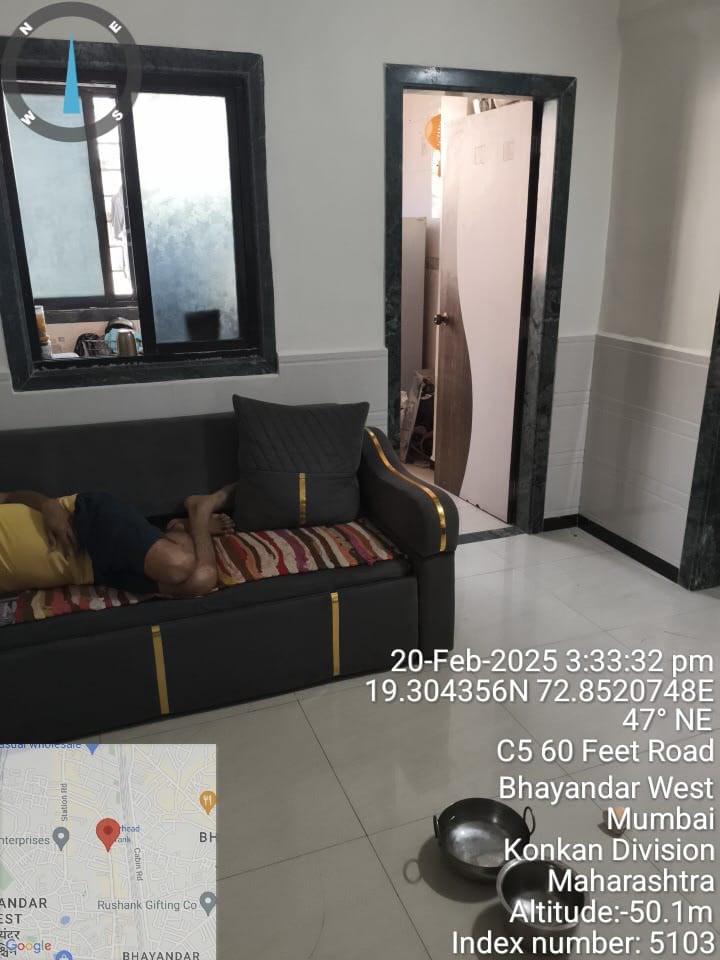 N
E
S
W
20-Feb-2025 3:33:32 pm
19.304356N 72.8520748E
47° NE
C5 60 Feet Road
Bhayandar West
Mumbai
Konkan Division
Maharashtra
Altitude:-50.1m
Index number: 5103
asual wholesale
Station Rd
Cabin Rd
Rushank Gifting Co
BHAYANDAR
Google